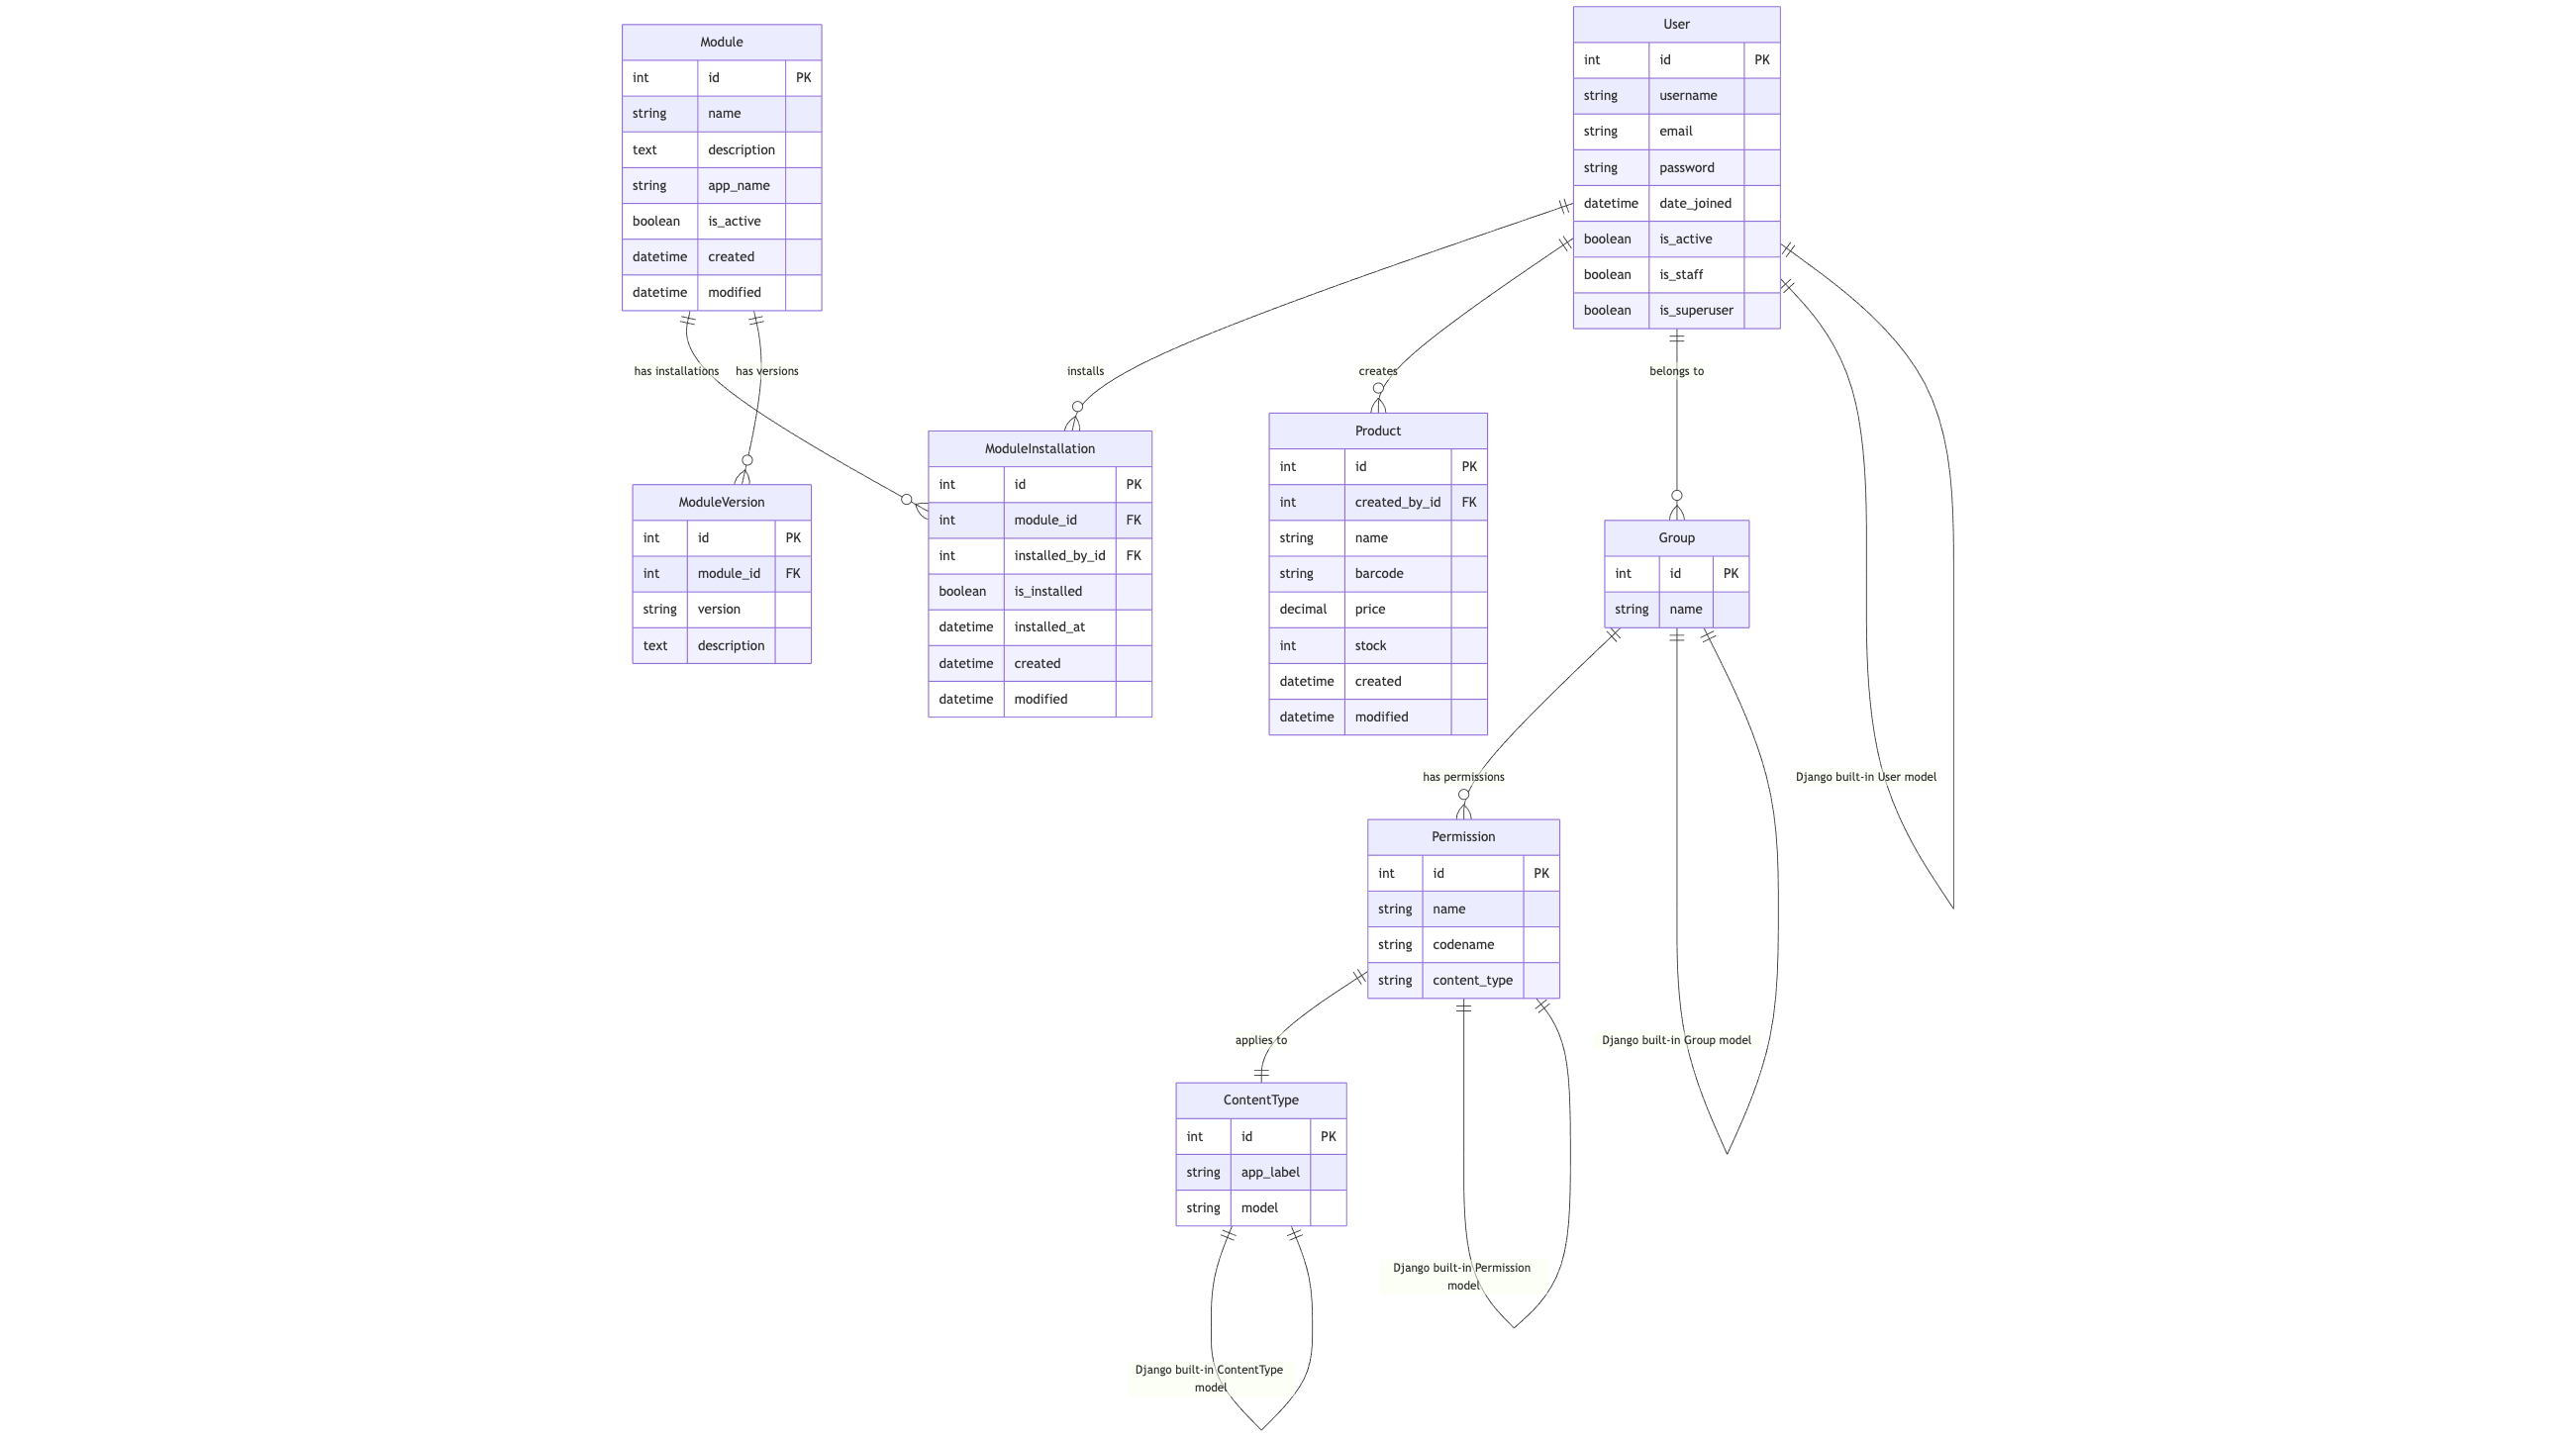 Module
int id PK
string name
text description
string app_name
boolean is_active
datetime created
datetime modified
User
int id PK
string username
string email
string password
datetime date_joined
boolean is_active
boolean is_staff
boolean is_superuser
has installations
has versions
installs
creates
belongs to
ModuleVersion
int id PK
int module_id FK
string version
text description
ModuleInstallation
int id PK
int module_id FK
int installed_by_id FK
boolean is_installed
datetime installed_at
datetime created
datetime modified
Product
int id PK
int created_by_id FK
string name
string barcode
decimal price
int stock
datetime created
datetime modified
Group
int id PK
string name
has permissions
Django built-in User model
Permission
int id PK
string name
string codename
string content_type
applies to
Django built-in Group model
ContentType
int id PK
string app_label
string model
Django built-in Permission
model
Django built-in ContentType
model